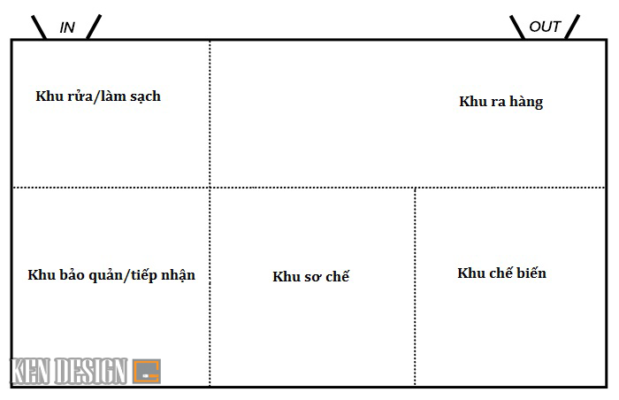 IN
OUT
Khu rửa/làm sạch
Khu ra hàng
Khu bảo quản/tiếp nhận
Khu sơ chế
Khu chế biến
KEN DESIGN